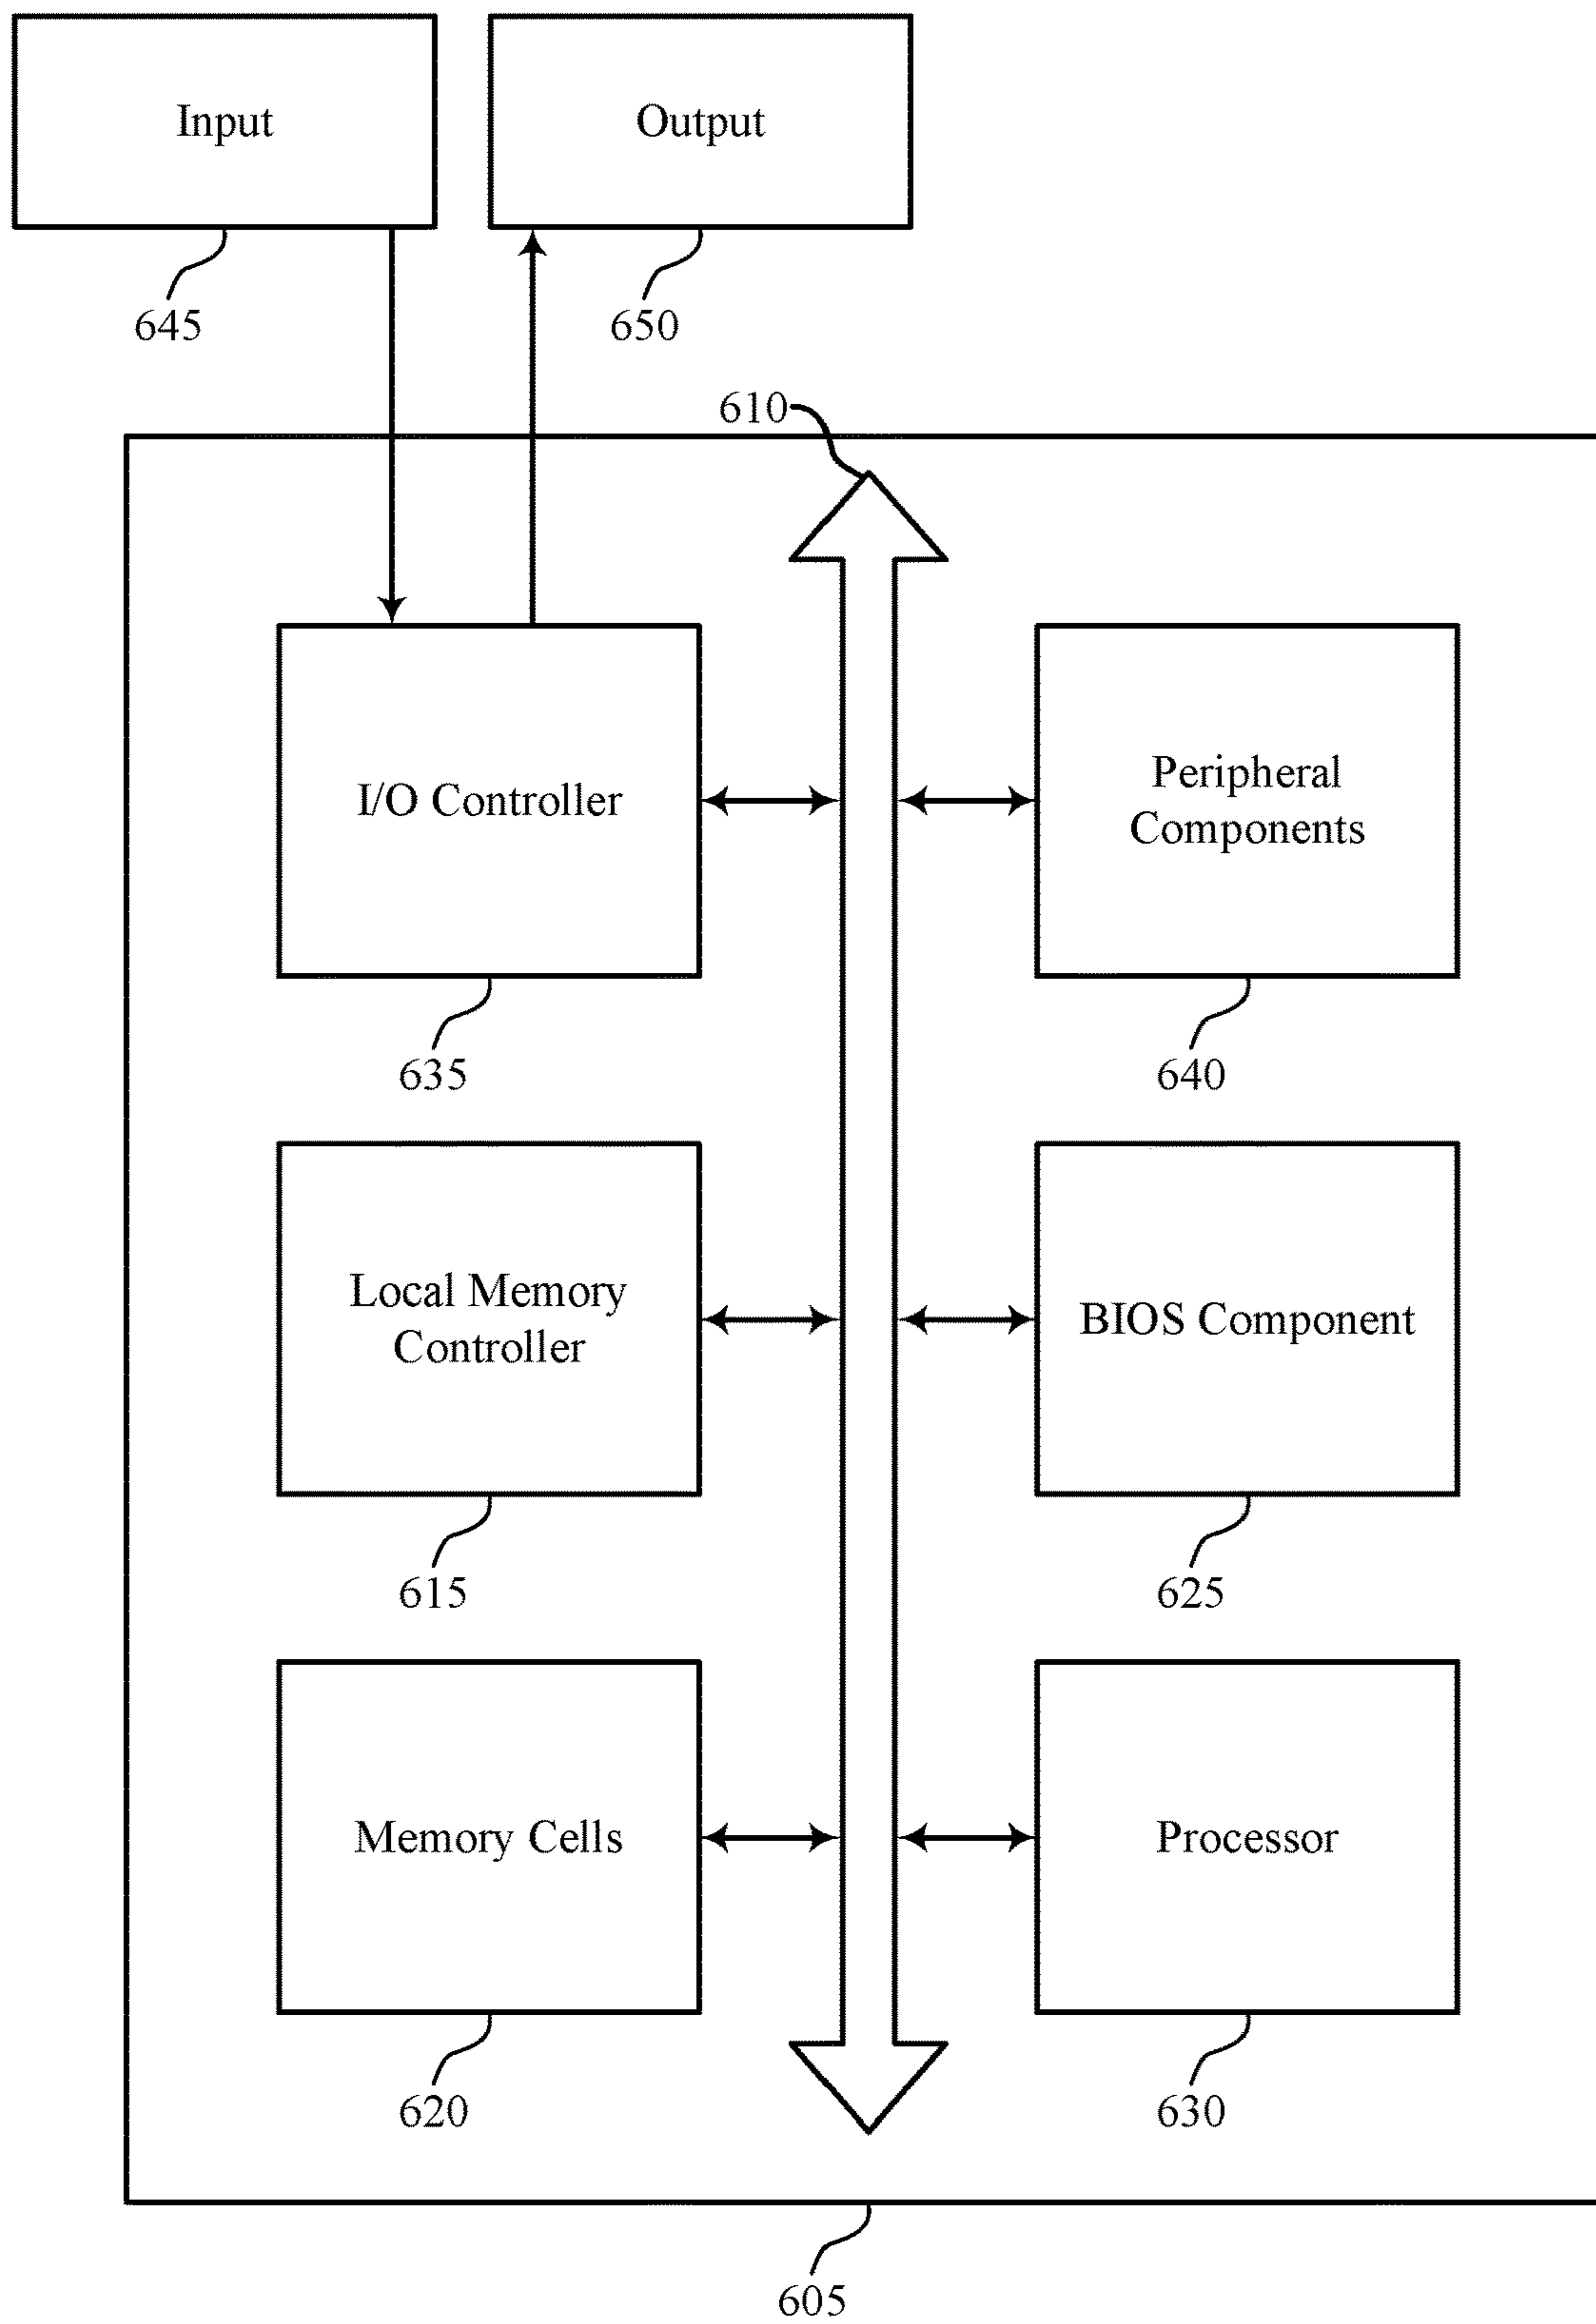 Input
Output
645
650
610
I/O Controller
Peripheral
Components
635
640
Local Memory
Controller
BIOS Component
615
625
Memory Cells
Processor
620
630
605